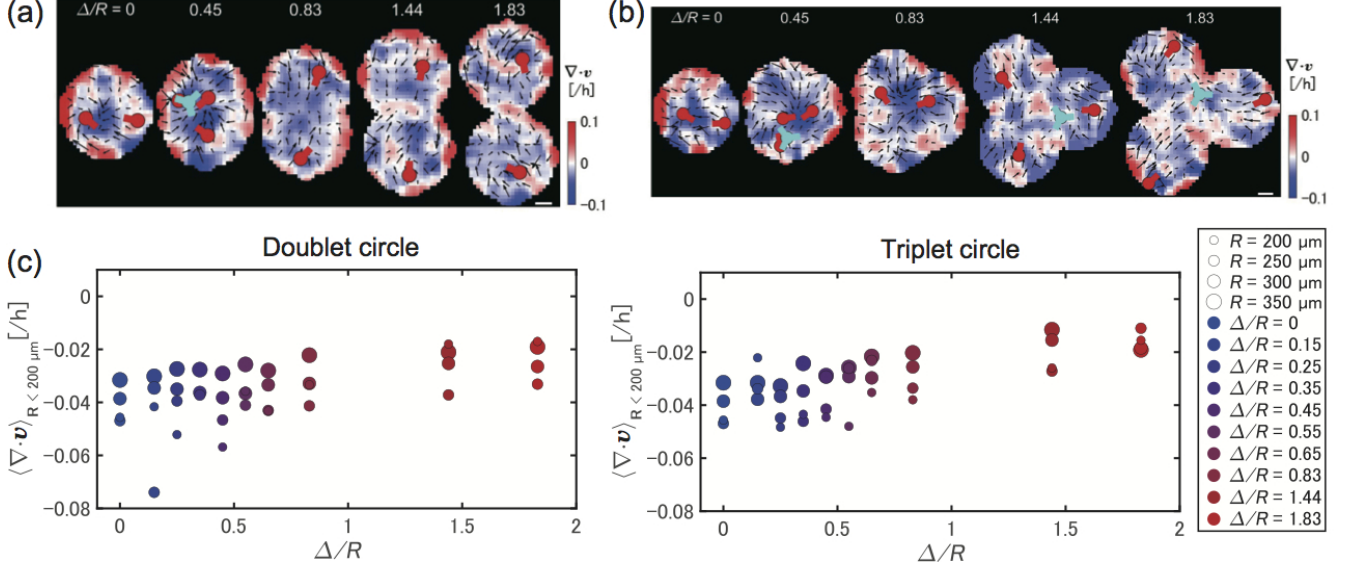 (a)
Δ/R = 0 0.45 0.83 1.44 1.83
∇·v
[/h]
0.1
0
−0.1
(b)
Δ/R = 0 0.45 0.83 1.44 1.83
∇·v
[/h]
0.1
0
−0.1
(c)
Doublet circle
⟨∇·v⟩R < 200 μm[/h]
0
−0.02
−0.04
−0.06
−0.08
0 0.5 1 1.5 2
Δ/R
Triplet circle
⟨∇·v⟩R < 200 μm[/h]
0
−0.02
−0.04
−0.06
−0.08
0 0.5 1 1.5 2
Δ/R
R = 200 μm
R = 250 μm
R = 300 μm
R = 350 μm
Δ/R = 0
Δ/R = 0.15
Δ/R = 0.25
Δ/R = 0.35
Δ/R = 0.45
Δ/R = 0.55
Δ/R = 0.65
Δ/R = 0.83
Δ/R = 1.44
Δ/R = 1.83